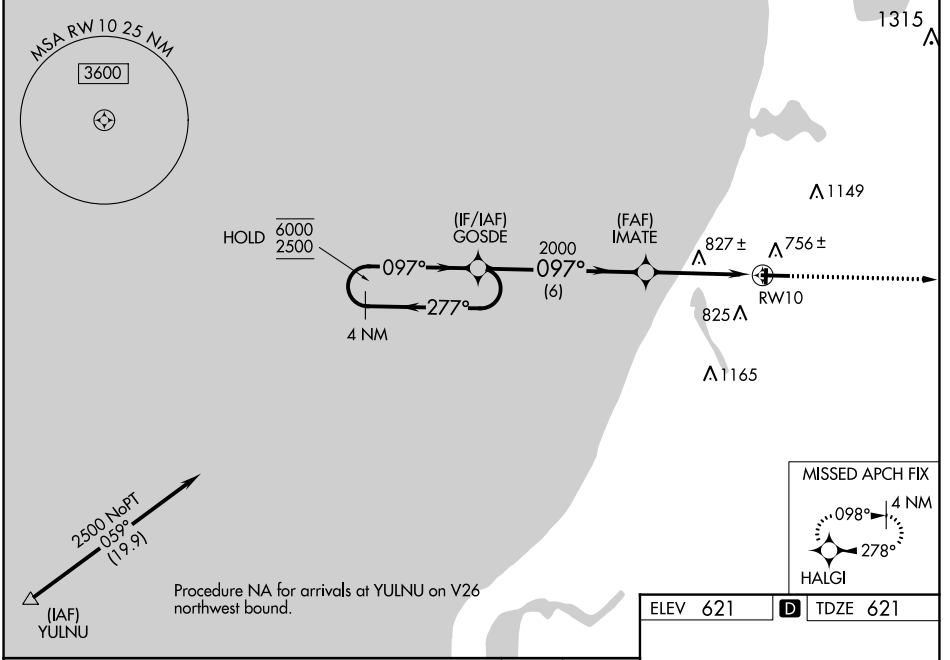 MSA RW 10 25 NM
3600
1315
1149
HOLD 6000
2500
(IF/IAF)
GOSDE
2000
097°
(6)
(FAF)
IMATE
827 ±
756 ±
RW10
097°
277°
4 NM
825
1165
MISSED APCH FIX
4 NM
098°
278°
HALGI
2500 NoPT
059°
(19.9)
(IAF)
YULNU
Procedure NA for arrivals at YULNU on V26
northwest bound.
ELEV 621 D TDZE 621